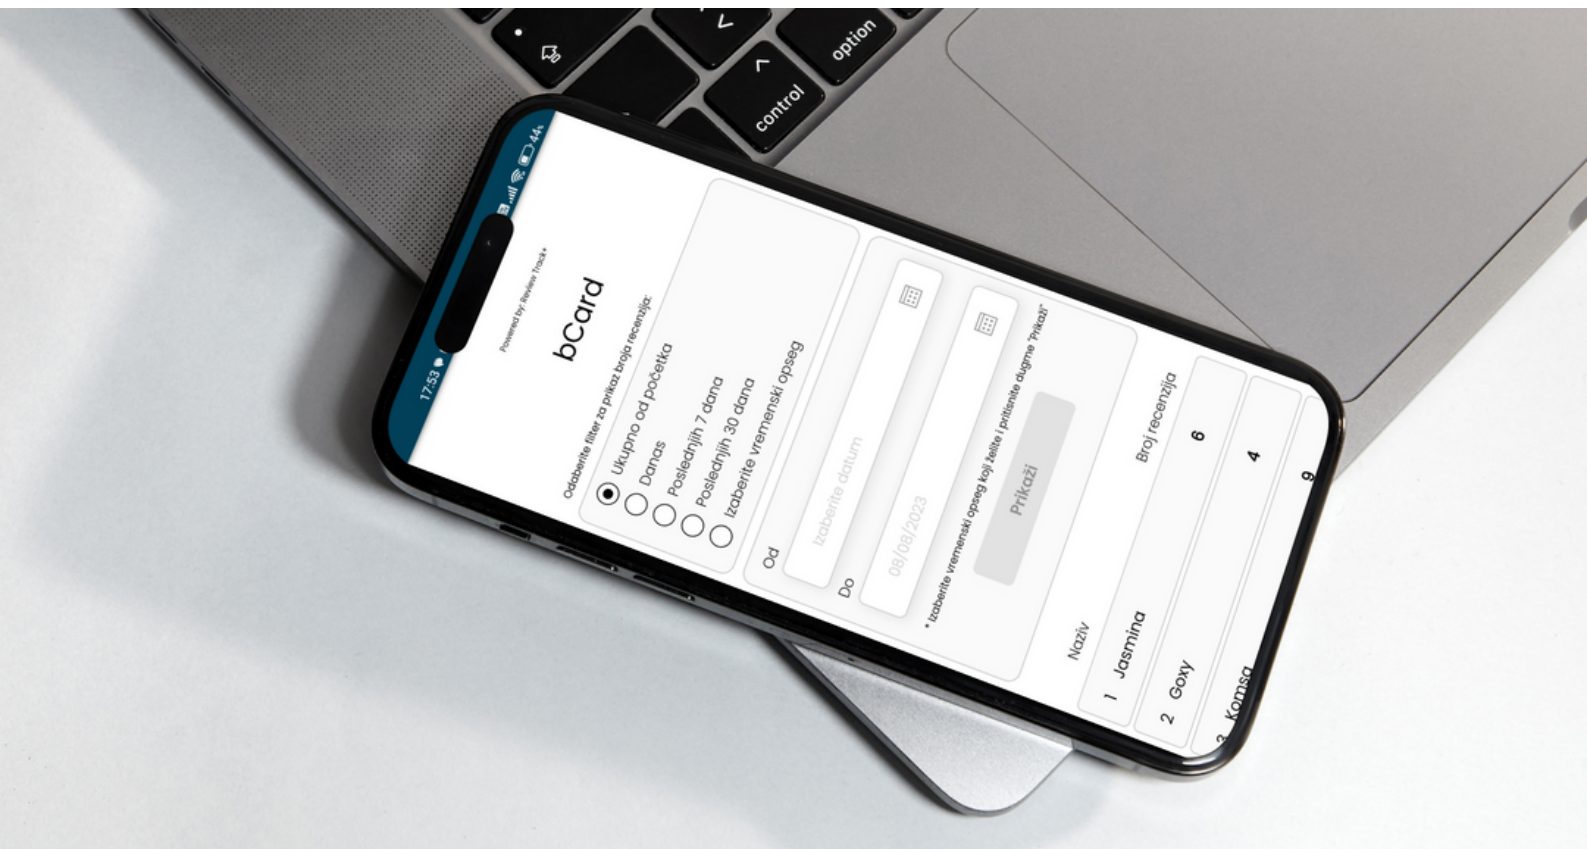 option
control
17:53
44%
Powered by: Review Track+
bCard
Odaberite filter za prikaz broja recenzija:
Ukupno od početka
Danas
Poslednjih 7 dana
Poslednjih 30 dana
Izaberite vremenski opseg
Od
Izaberite datum
Do
08/08/2023
* Izaberite vremenski opseg koji želite i pritisnite dugme "Prikaži"
Prikaži
Naziv Broj recenzija
1 Jasmina 6
2 Goxy 4
3 Komsa